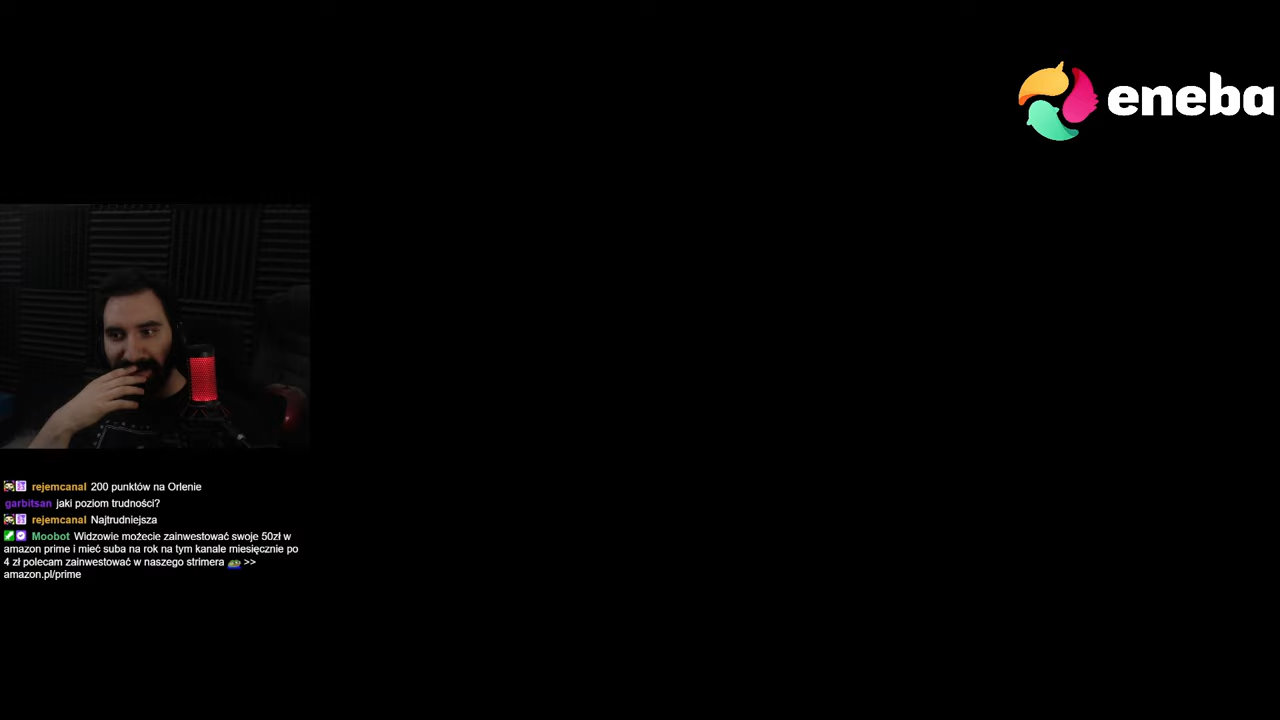 eneba
rejemcanal 200 punktów na Orlenie
garbitsan jaki poziom trudności?
rejemcanal Najtrudniejsza
Moobot Widzowie możecie zainwestować swoje 50zł w
amazon prime i mieć suba na rok na tym kanale miesięcznie po
4 zł polecam zainwestować w naszego strimera >>
amazon.pl/prime